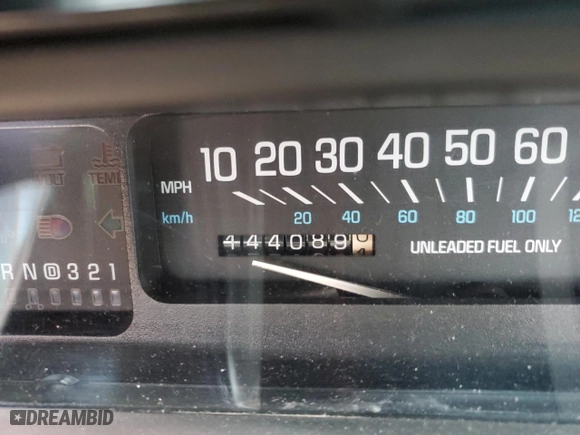 VOLT TEMP
10 20 30 40 50 60
MPH
km/h 20 40 60 80 100
444089
UNLEADED FUEL ONLY
R N D 3 2 1
DREAMBID